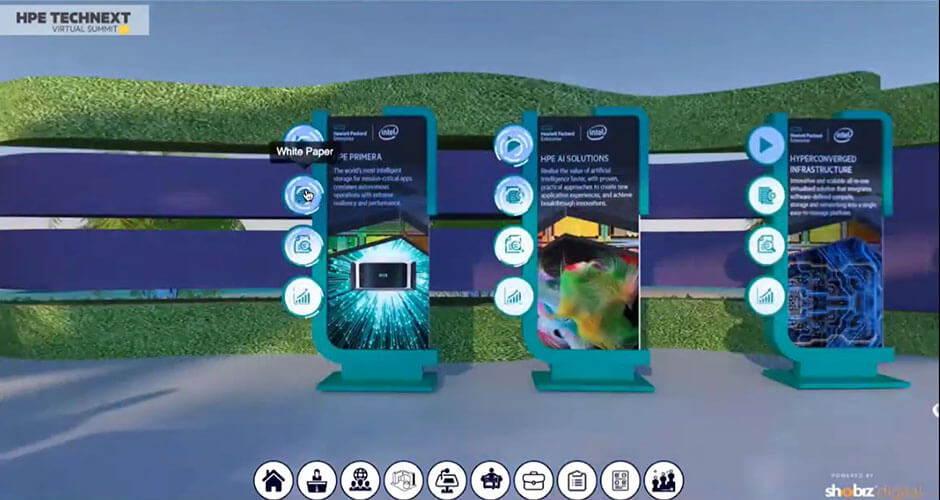 HPE TECHNEXT
VIRTUAL SUMMIT
White Paper
Hewlett Packard
Enterprise
intel
PE PRIMERA
The world's most intelligent
storage for mission-critical apps
combines autonomous
operations with extreme
resiliency and performance.
Hewlett Packard
Enterprise
intel
HPE AI SOLUTIONS
Realise the value of artificial
intelligence faster, with proven,
practical approaches to create new
application experiences, and achieve
breakthrough innovations.
Hewlett Packard
Enterprise
intel
HYPERCONVERGED
INFRASTRUCTURE
Innovative and scalable all-in-one
virtualised solution that integrates
software-defined compute,
storage and networking into a single
easy-to-manage platform.
POWERED BY
shobiz digital